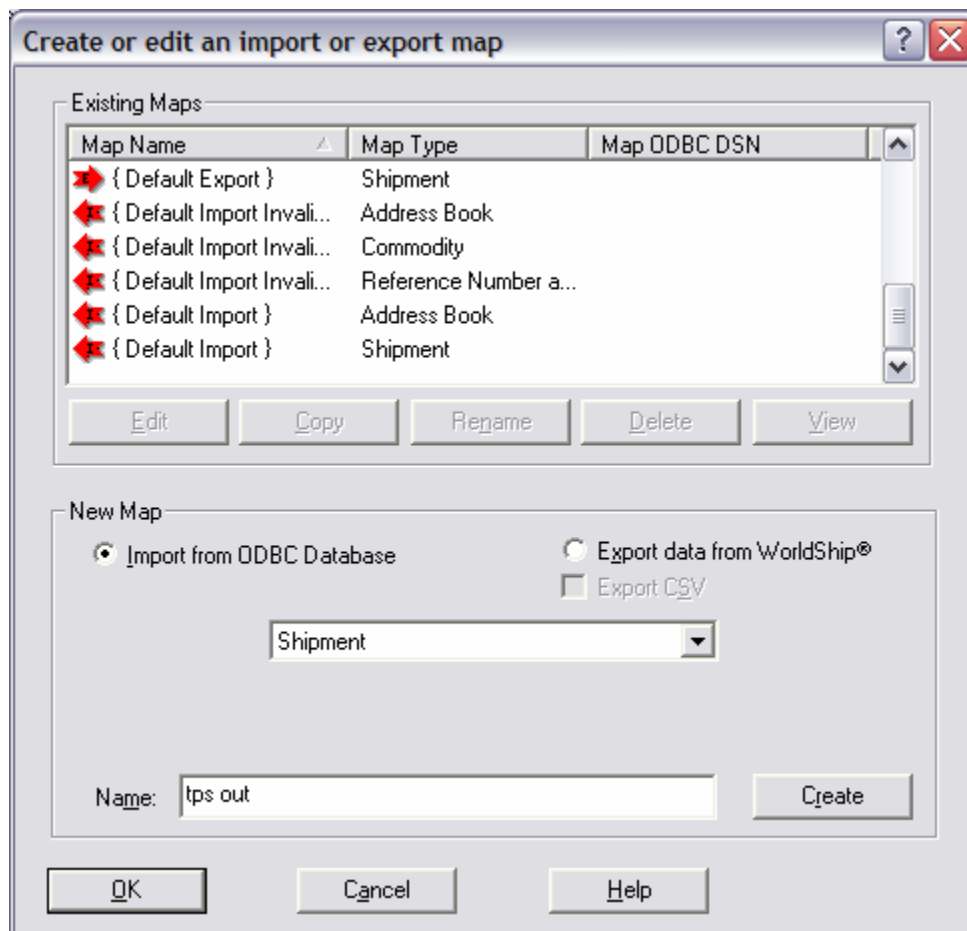 Create or edit an import or export map
Existing Maps
Map Name Map Type Map ODBC DSN
E { Default Export } Shipment
I { Default Import Invali... Address Book
I { Default Import Invali... Commodity
I { Default Import Invali... Reference Number a...
I { Default Import } Address Book
I { Default Import } Shipment
Edit Copy Rename Delete View
New Map
Import from ODBC Database Export data from WorldShip®
Export CSV
Shipment
Name: tps out Create
OK Cancel Help